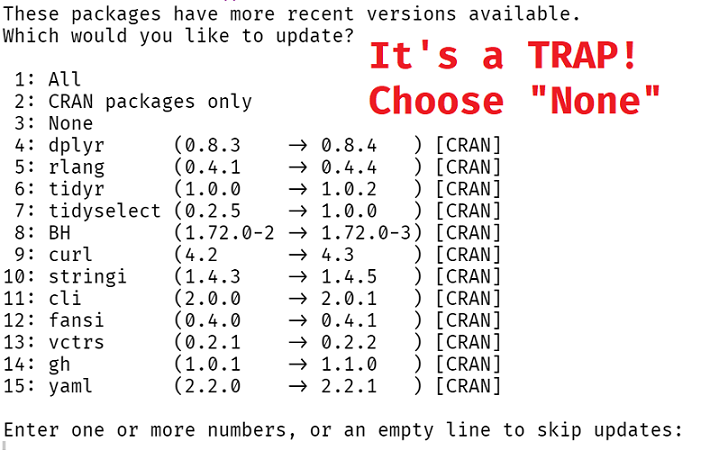 These packages have more recent versions available.
Which would you like to update?
It's a TRAP!
Choose "None"
1: All
2: CRAN packages only
3: None
4: dplyr (0.8.3 → 0.8.4 ) [CRAN]
5: rlang (0.4.1 → 0.4.4 ) [CRAN]
6: tidyr (1.0.0 → 1.0.2 ) [CRAN]
7: tidyselect (0.2.5 → 1.0.0 ) [CRAN]
8: BH (1.72.0-2 → 1.72.0-3) [CRAN]
9: curl (4.2 → 4.3 ) [CRAN]
10: stringi (1.4.3 → 1.4.5 ) [CRAN]
11: cli (2.0.0 → 2.0.1 ) [CRAN]
12: fansi (0.4.0 → 0.4.1 ) [CRAN]
13: vctrs (0.2.1 → 0.2.2 ) [CRAN]
14: gh (1.0.1 → 1.1.0 ) [CRAN]
15: yaml (2.2.0 → 2.2.1 ) [CRAN]
Enter one or more numbers, or an empty line to skip updates: